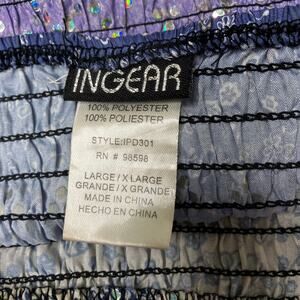 INGEAR
100% POLYESTER
100% POLIESTER
STYLE:IPD301
RN # 98598
LARGE / X LARGE
GRANDE / X GRANDE
MADE IN CHINA
HECHO EN CHINA